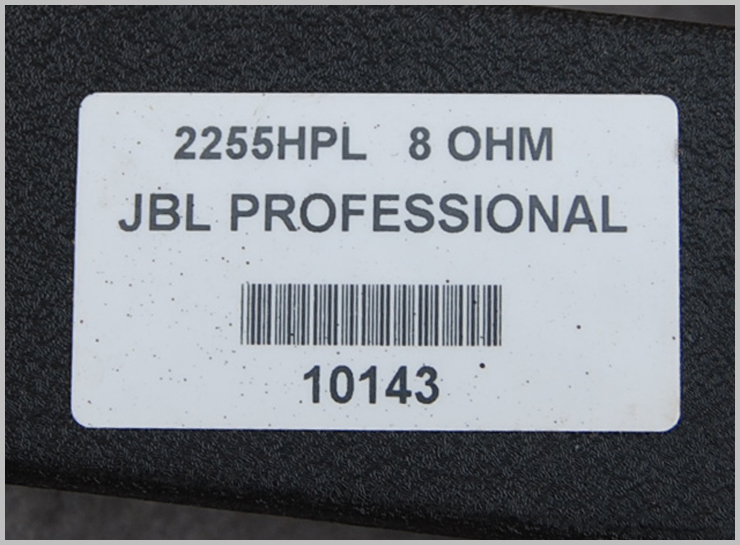 2255HPL 8 OHM
JBL PROFESSIONAL
10143